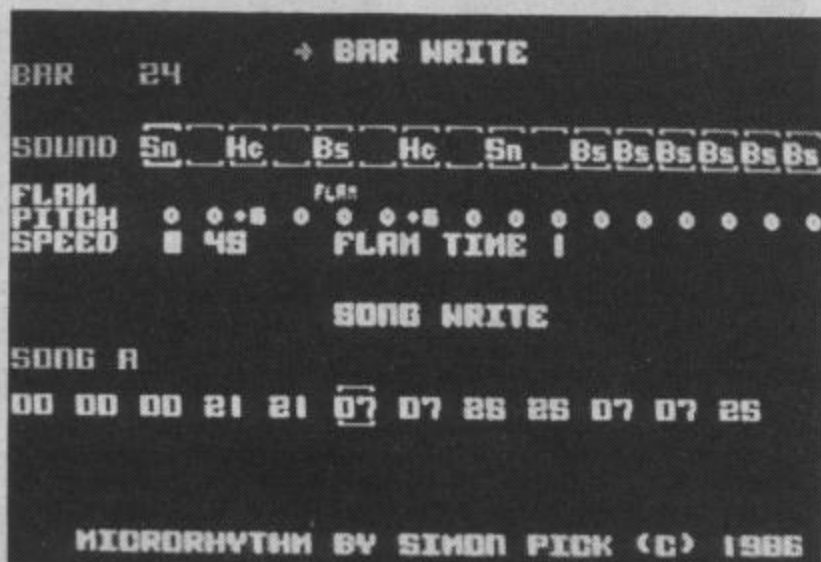 → BAR WRITE
BAR 24
SOUND Sn Hc Bs Hc Sn Bs Bs Bs Bs Bs Bs
FLAM FLAM
PITCH 0 0 0 0 0 0 0 0 0 0 0 0 0 0
SPEED 45 FLAM TIME 1
SONG WRITE
SONG A
00 00 00 21 21 07 07 25 25 07 07 25
MICRORHYTHM BY SIMON PICK (C) 1986